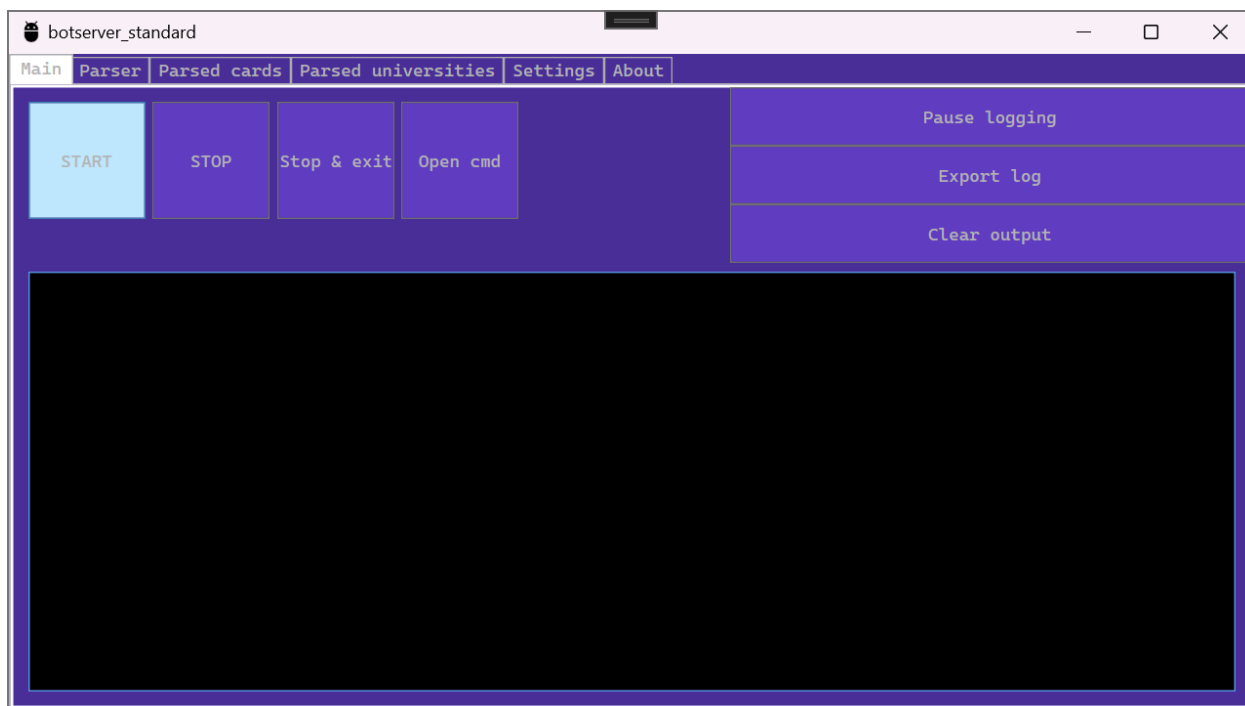 botserver_standard
Main Parser Parsed cards Parsed universities Settings About
START STOP Stop & exit Open cmd
Pause logging
Export log
Clear output